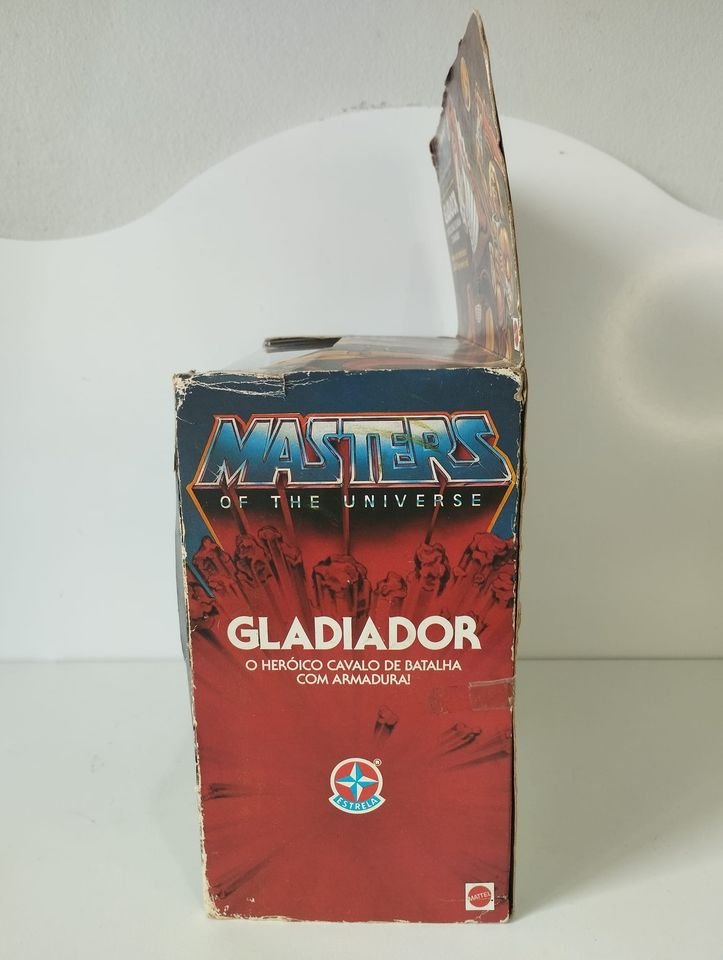 MASTERS
OF THE UNIVERSE
GLADIADOR
O HERÓICO CAVALO DE BATALHA
COM ARMADURA!
®
ESTRELA
MATTEL